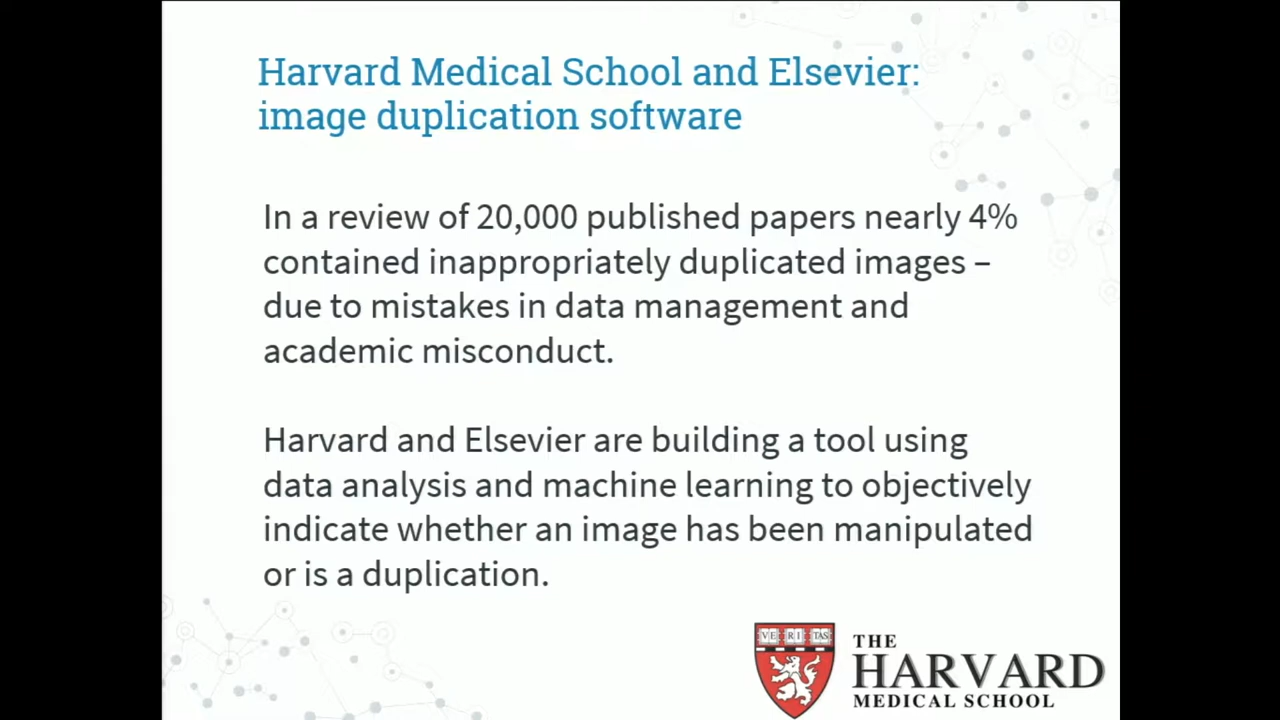 Harvard Medical School and Elsevier:
image duplication software
In a review of 20,000 published papers nearly 4%
contained inappropriately duplicated images –
due to mistakes in data management and
academic misconduct.
Harvard and Elsevier are building a tool using
data analysis and machine learning to objectively
indicate whether an image has been manipulated
or is a duplication.
VE RI TAS
THE
HARVARD
MEDICAL SCHOOL